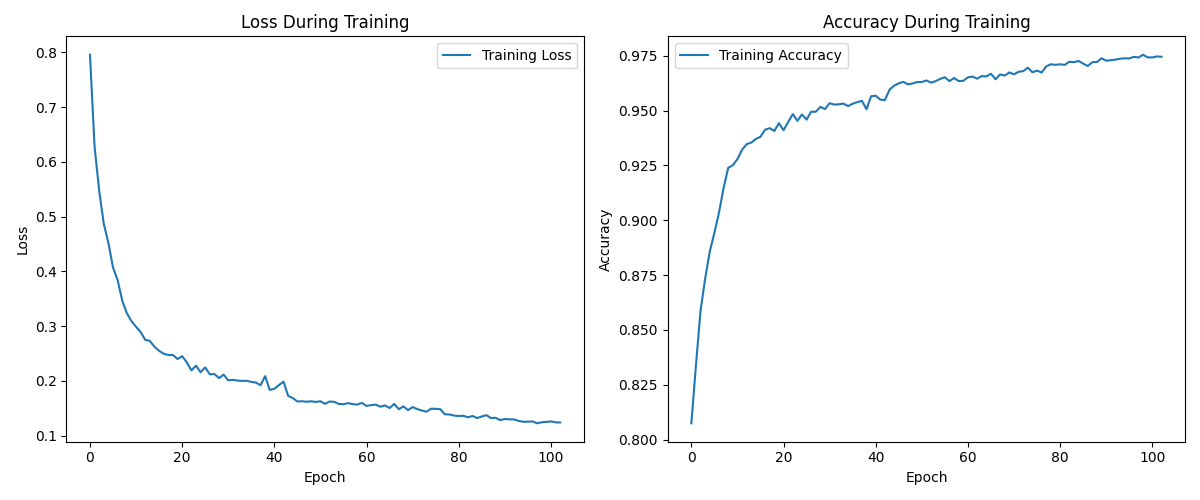 Loss During Training
Training Loss
0.8
0.7
0.6
0.5
0.4
0.3
0.2
0.1
Loss
0 20 40 60 80 100
Epoch
Accuracy During Training
Training Accuracy
0.975
0.950
0.925
0.900
0.875
0.850
0.825
0.800
Accuracy
0 20 40 60 80 100
Epoch